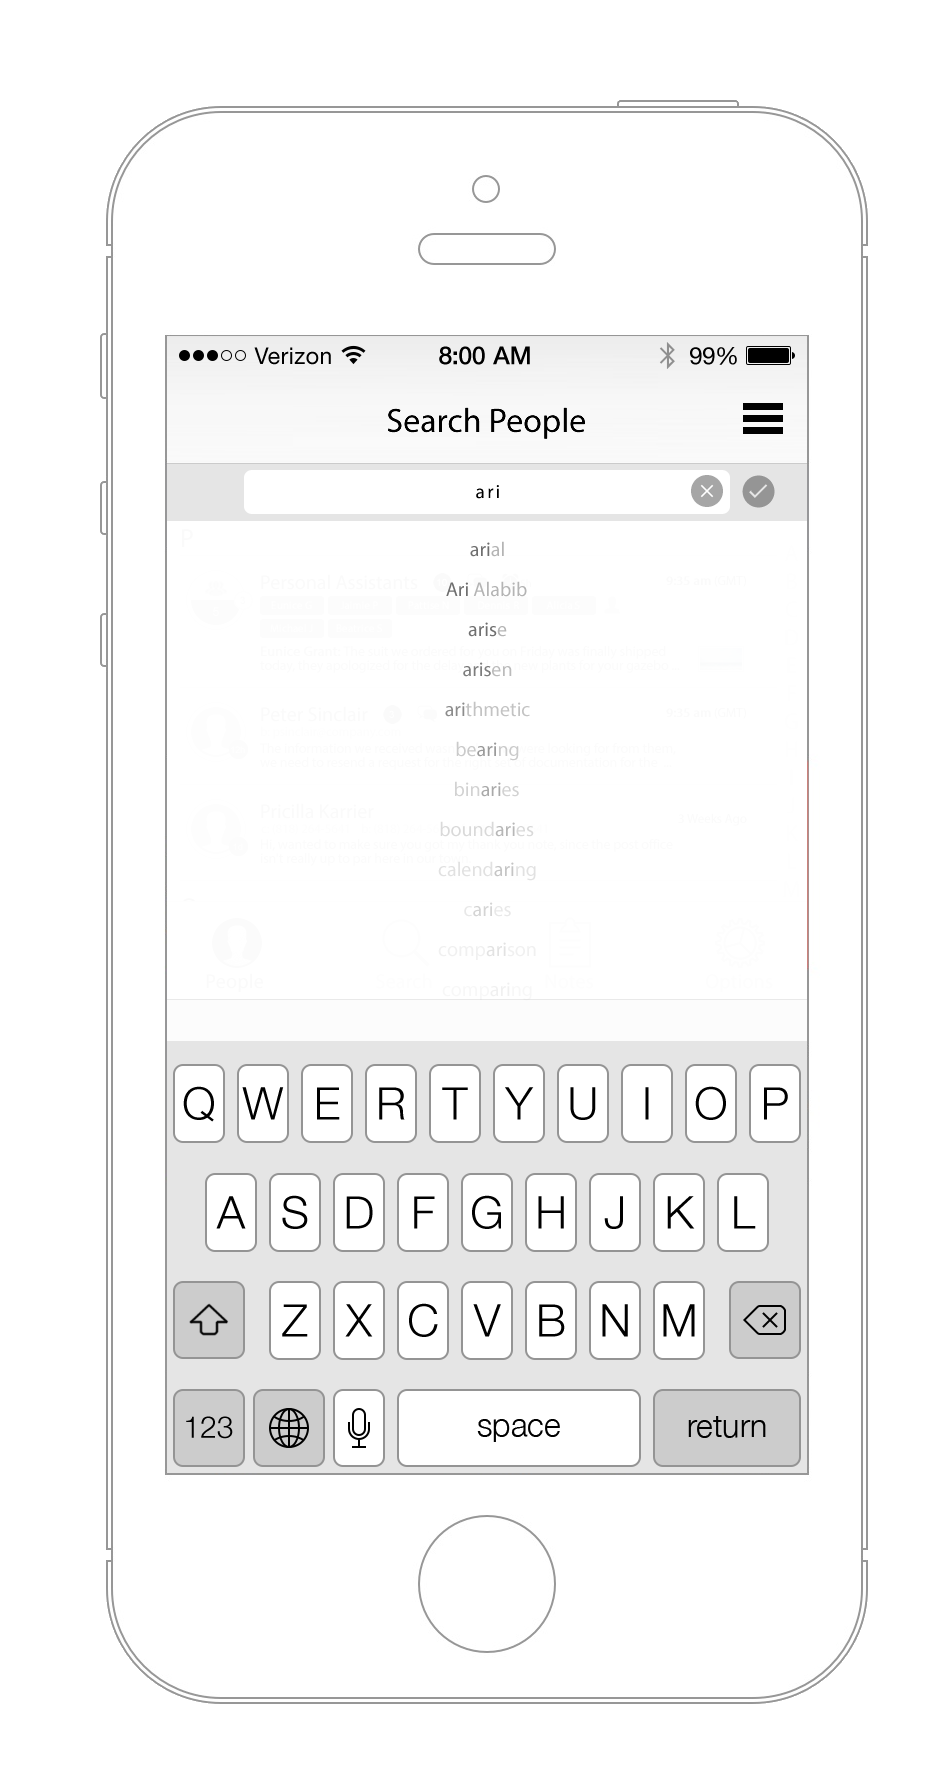 Verizon 8:00 AM 99%
Search People
ari
arial
P
Personal Assistants
Ari Alabib
arise
arisen
arithmetic
Peter Sinclair
bearing
binaries
Pricilla Karner
boundaries
calendaring
caries
comparison
People
comparing
Q W E R T Y U I O P
A S D F G H J K L
Z X C V B N M
123 space return